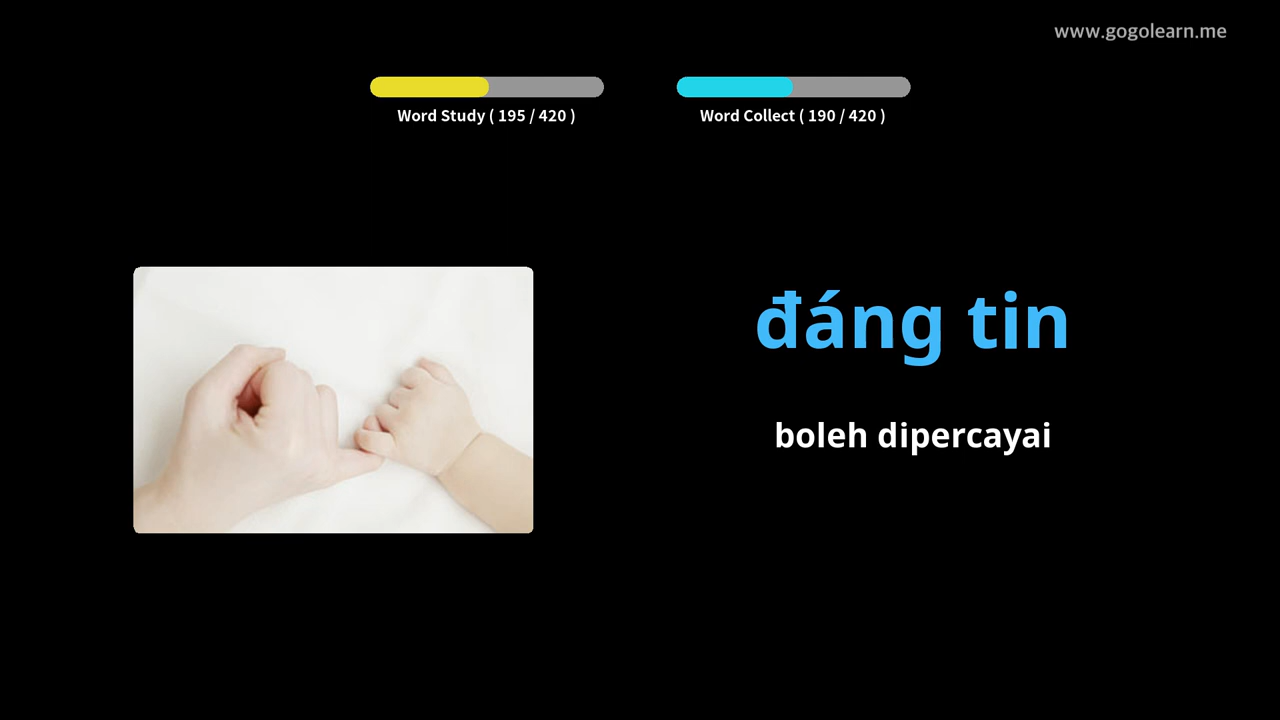 www.gogolearn.me
Word Study ( 195 / 420 )
Word Collect ( 190 / 420 )
đáng tin
boleh dipercayai